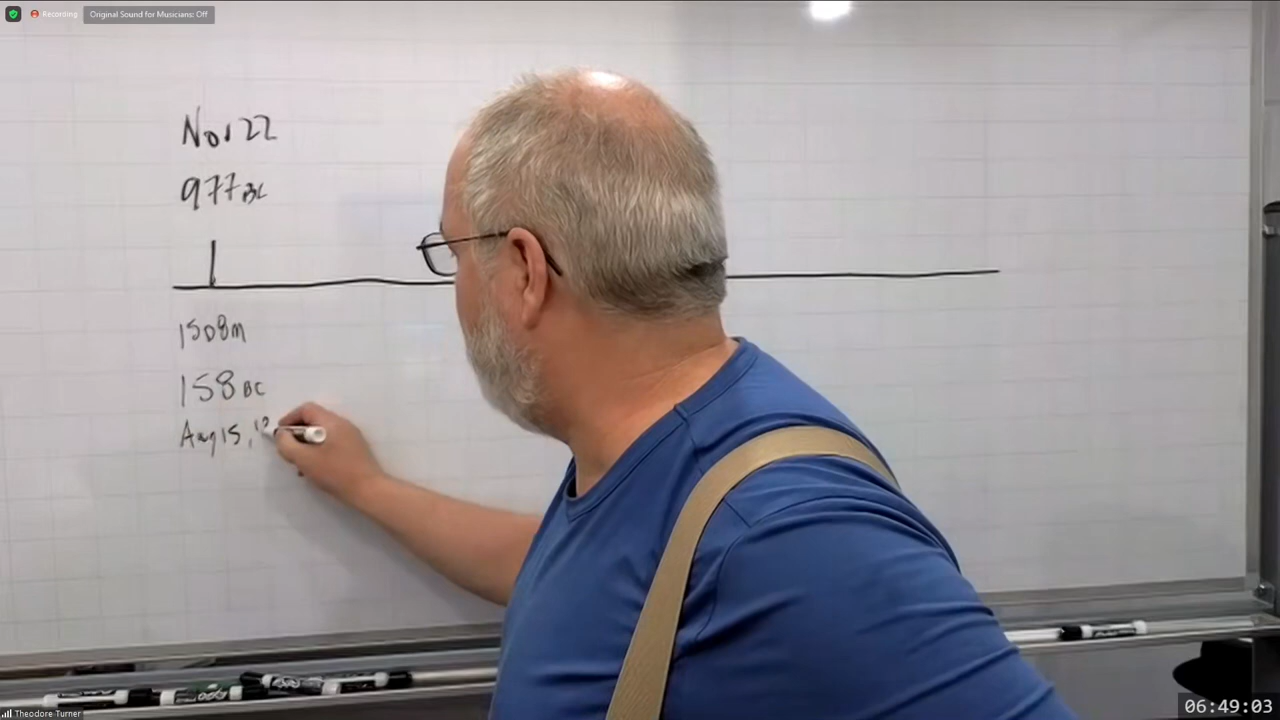 Recording
Original Sound for Musicians: Off
Nov 22
977 BC
1508m
158 BC
Aug 15, 18
Theodore-Turner
06:49:03